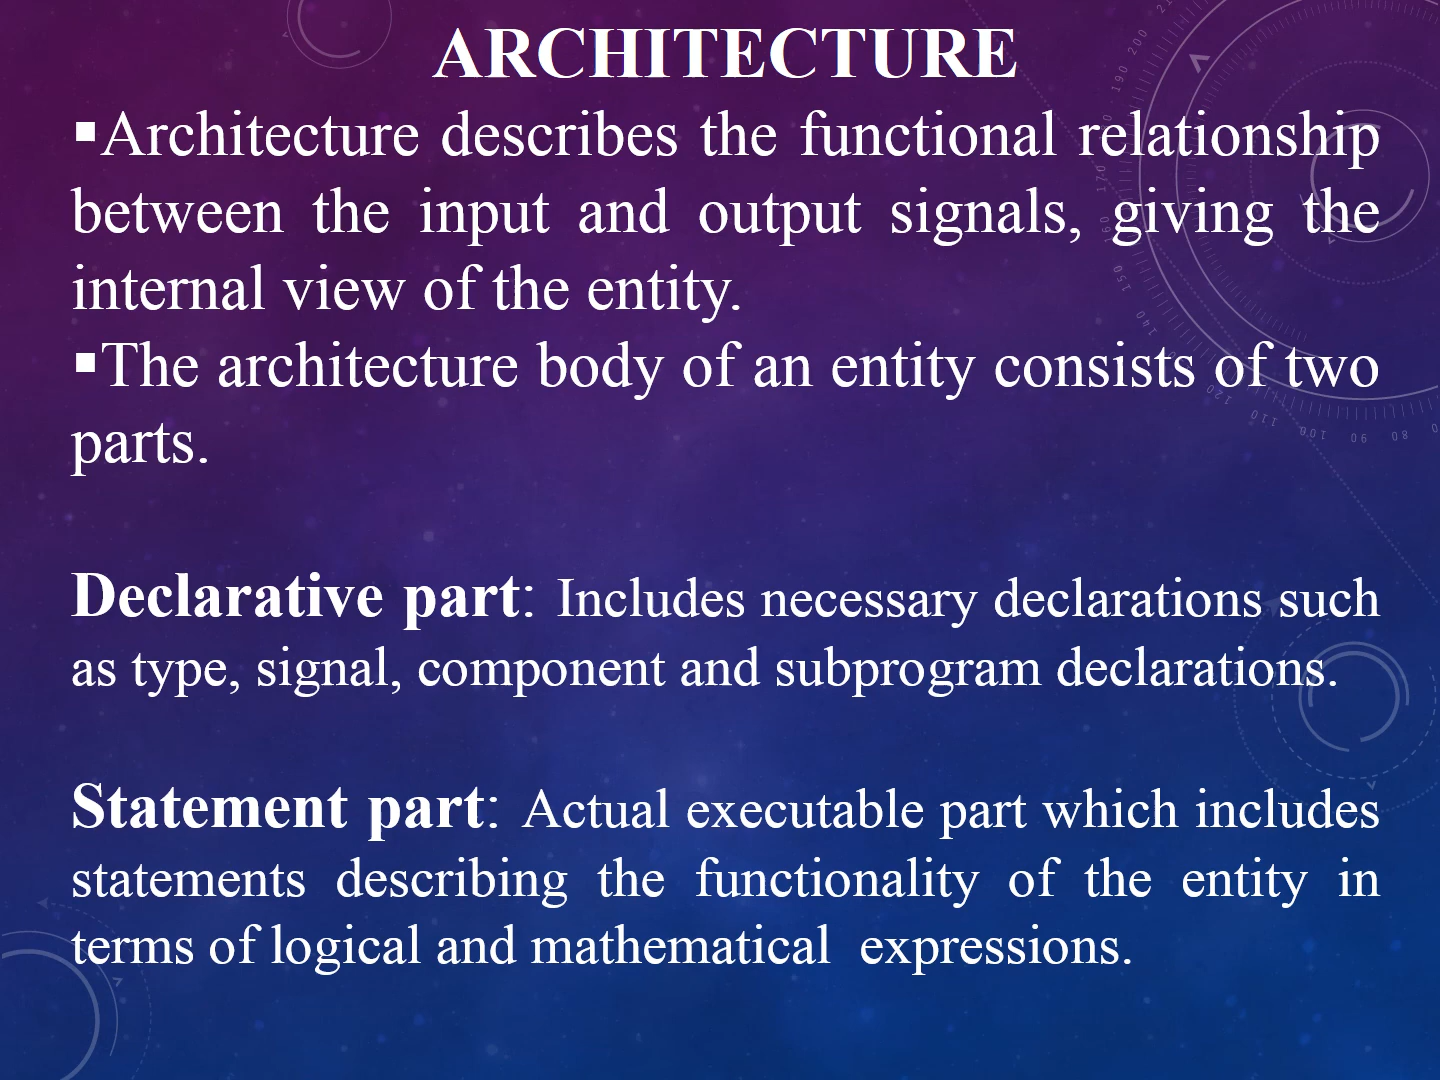 ARCHITECTURE
▪Architecture describes the functional relationship
between the input and output signals, giving the
internal view of the entity.
▪The architecture body of an entity consists of two
parts.
Declarative part: Includes necessary declarations such
as type, signal, component and subprogram declarations.
Statement part: Actual executable part which includes
statements describing the functionality of the entity in
terms of logical and mathematical  expressions.